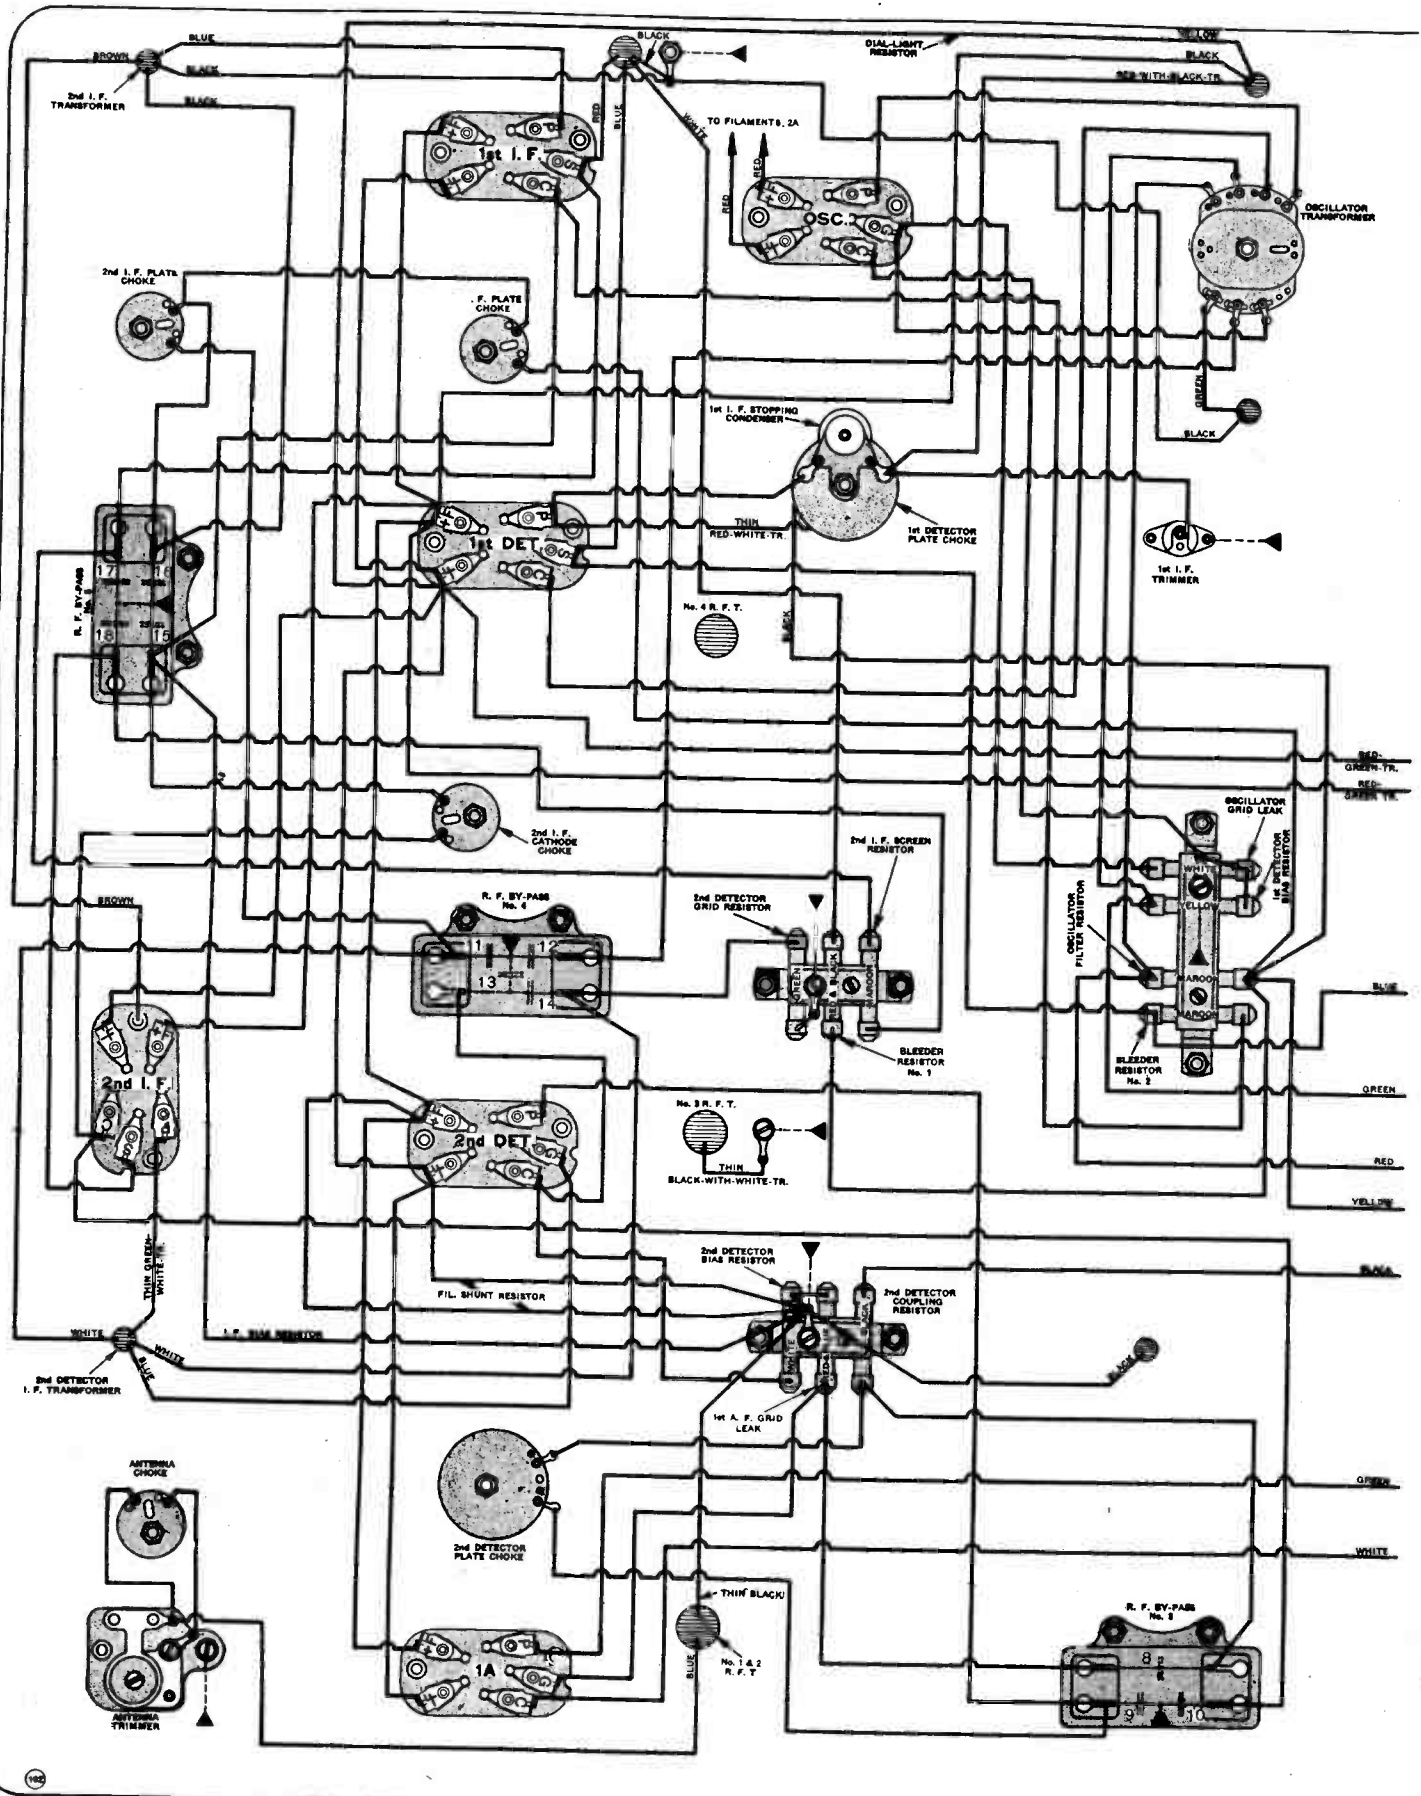 BLUE
BROWN
BLACK
2nd I. F.
TRANSFORMER
BLACK
BLACK
RED
BLUE
WHITE
DIAL-LIGHT
RESISTOR
YELLOW
BLACK
RED-WITH-BLACK-TR.
TO FILAMENTS, 2A
RED
RED
1st I. F.
+F
F
P
S
C
OSC.
+F
F
P
G
C
OSCILLATOR
TRANSFORMER
2nd I. F. PLATE
CHOKE
. F. PLATE
CHOKE
GREEN
BLACK
1st I. F. STOPPING
CONDENSER
THIN
RED-WHITE-TR.
1st DETECTOR
PLATE CHOKE
1st I. F.
TRIMMER
1st DET.
+F
F
P
S
C
17
16
R. F. BY-PASS
No. 5
18
15
No. 4 R. F. T.
BLACK
RED-
GREEN-TR.
RED-
GREEN TR.
2nd I. F.
CATHODE
CHOKE
OSCILLATOR
GRID LEAK
1st DETECTOR
BIAS RESISTOR
2nd I. F. SCREEN
RESISTOR
WHITE
YELLOW
MAROON
MAROON
OSCILLATOR
FILTER RESISTOR
BROWN
R. F. BY-PASS
No. 4
11
12
13
14
2nd DETECTOR
GRID RESISTOR
GREEN
RED & BLACK
MAROON
BLEEDER
RESISTOR
No. 1
BLEEDER
RESISTOR
No. 2
BLUE
GREEN
RED
YELLOW
2nd I. F.
2nd DET.
+F
F
P
G
C
No. 3 R. F. T.
THIN
BLACK-WITH-WHITE-TR.
THIN GREEN-
WHITE-TR.
2nd DETECTOR
BIAS RESISTOR
BLACK
FIL. SHUNT RESISTOR
2nd DETECTOR
COUPLING
RESISTOR
I. F. BIAS RESISTOR
WHITE
WHITE
BLUE
2nd DETECTOR
I. F. TRANSFORMER
WHITE
BLACK
BLACK
1st A. F. GRID
LEAK
ANTENNA
CHOKE
GREEN
2nd DETECTOR
PLATE CHOKE
WHITE
THIN BLACK
R. F. BY-PASS
No. 3
8
9
10
1A
+F
F
P
G
C
BLUE
No. 1 & 2
R. F. T
ANTENNA
TRIMMER
102